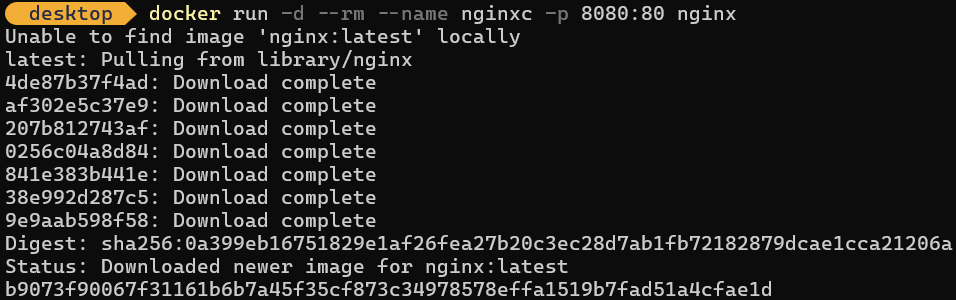 desktop docker run -d --rm --name nginxc -p 8080:80 nginx
Unable to find image 'nginx:latest' locally
latest: Pulling from library/nginx
4de87b37f4ad: Download complete
af302e5c37e9: Download complete
207b812743af: Download complete
0256c04a8d84: Download complete
841e383b441e: Download complete
38e992d287c5: Download complete
9e9aab598f58: Download complete
Digest: sha256:0a399eb16751829e1af26fea27b20c3ec28d7ab1fb72182879dcae1cca21206a
Status: Downloaded newer image for nginx:latest
b9073f90067f31161b6b7a45f35cf873c34978578effa1519b7fad51a4cfae1d